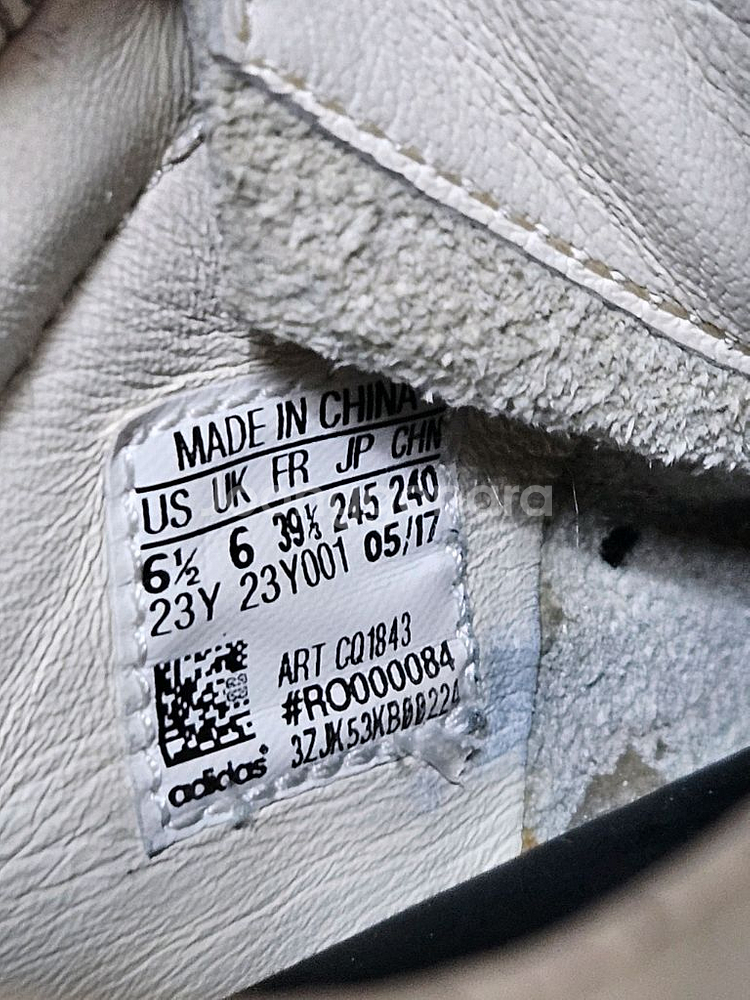 MADE IN CHINA
US UK FR JP CHN
6½ 6 39⅓ 245 240
23Y 23Y001 05/17
ART CQ1843
#RO000084
3ZJK53KB00224
adidas